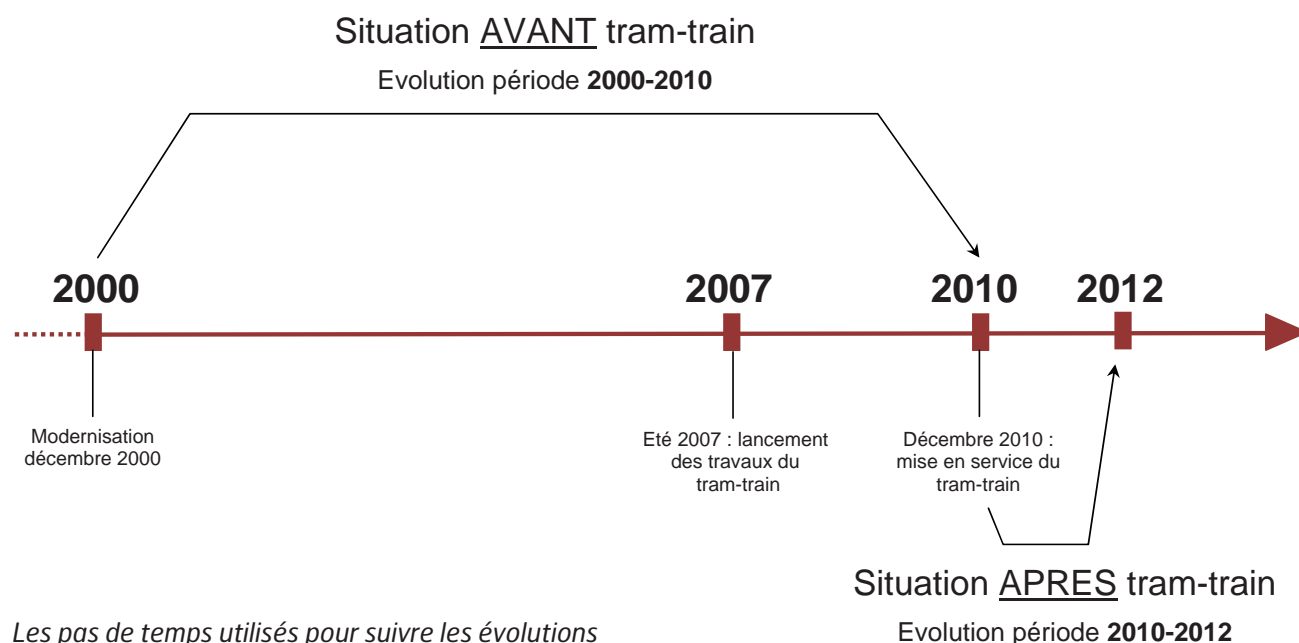 Situation AVANT tram-train
Evolution période 2000-2010
2000
2007
2010
2012
Modernisation
décembre 2000
Eté 2007 : lancement
des travaux du
tram-train
Décembre 2010 :
mise en service du
tram-train
Situation APRES tram-train
Evolution période 2010-2012
Les pas de temps utilisés pour suivre les évolutions